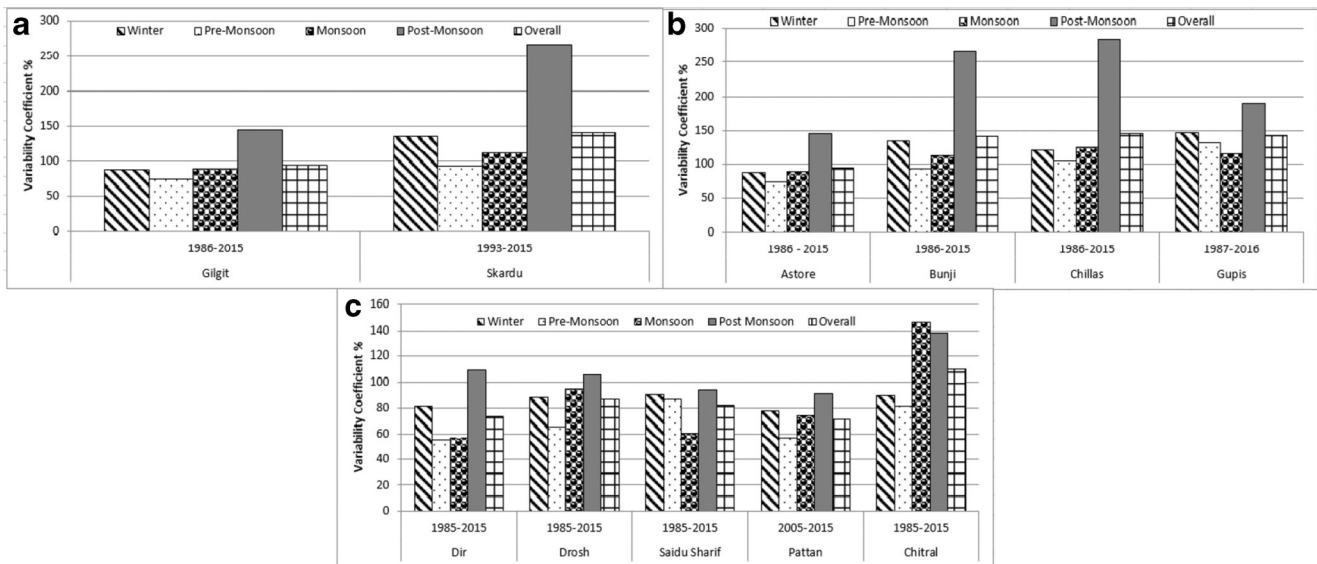 a
Winter Pre-Monsoon Monsoon Post-Monsoon Overall
Variability Coefficient %
300
250
200
150
100
50
0
1986-2015 1993-2015
Gilgit Skardu
b
Winter Pre-Monsoon Monsoon Post-Monsoon Overall
Variability Coefficient %
300
250
200
150
100
50
0
1986 - 2015 1986-2015 1986-2015 1987-2016
Astore Bunji Chillas Gupis
c
Winter Pre-Monsoon Monsoon Post Monsoon Overall
Variability Coefficient %
160
140
120
100
80
60
40
20
0
1985-2015 1985-2015 1985-2015 2005-2015 1985-2015
Dir Drosh Saidu Sharif Pattan Chitral